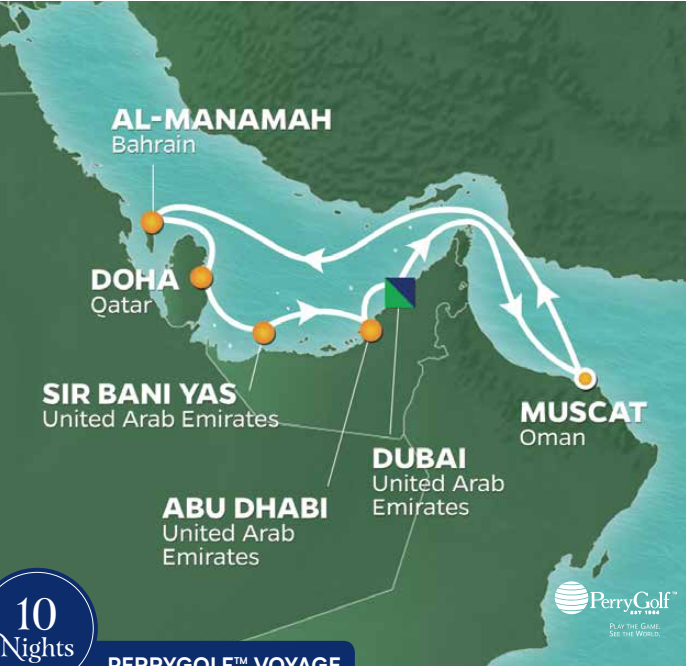 AL-MANAMAH
Bahrain
DOHA
Qatar
SIR BANI YAS
United Arab Emirates
MUSCAT
Oman
DUBAI
United Arab
Emirates
ABU DHABI
United Arab
Emirates
10
Nights
PerryGolf™
EST 1984
PLAY THE GAME.
SEE THE WORLD.
PERRYGOLF™ VOYAGE